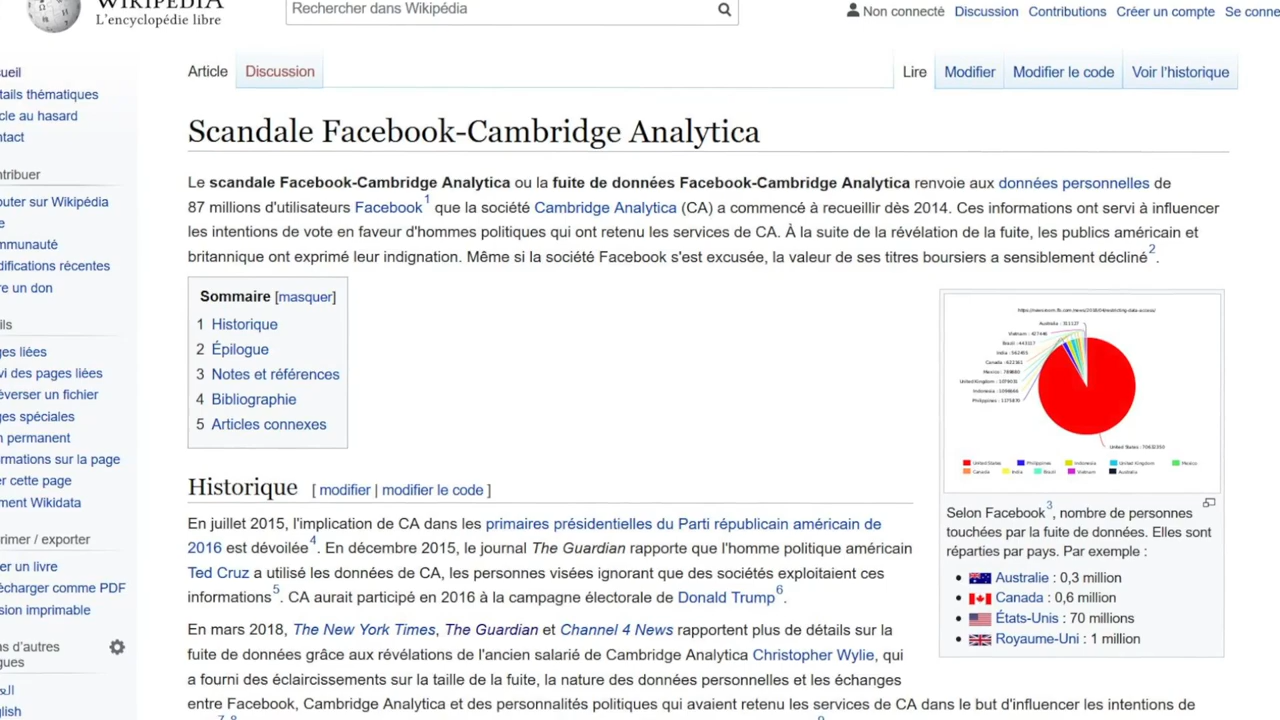 WIKIPEDIA
L'encyclopédie libre
Rechercher dans Wikipédia
Non connecté Discussion Contributions Créer un compte Se conne
Article Discussion
Lire Modifier Modifier le code Voir l'historique
ueil
tails thématiques
cle au hasard
ntact
ntribuer
outer sur Wikipédia
e
mmunauté
difications récentes
re un don
ils
ges liées
vi des pages liées
éverser un fichier
ges spéciales
n permanent
ormations sur la page
er cette page
ment Wikidata
rimer / exporter
er un livre
lécharger comme PDF
sion imprimable
s d'autres
gues
glish
Scandale Facebook-Cambridge Analytica
Le scandale Facebook-Cambridge Analytica ou la fuite de données Facebook-Cambridge Analytica renvoie aux données personnelles de
87 millions d'utilisateurs Facebook1 que la société Cambridge Analytica (CA) a commencé à recueillir dès 2014. Ces informations ont servi à influencer
les intentions de vote en faveur d'hommes politiques qui ont retenu les services de CA. À la suite de la révélation de la fuite, les publics américain et
britannique ont exprimé leur indignation. Même si la société Facebook s'est excusée, la valeur de ses titres boursiers a sensiblement décliné2.
Sommaire [masquer]
1 Historique
2 Épilogue
3 Notes et références
4 Bibliographie
5 Articles connexes
Historique [ modifier | modifier le code ]
En juillet 2015, l'implication de CA dans les primaires présidentielles du Parti républicain américain de
2016 est dévoilée4. En décembre 2015, le journal The Guardian rapporte que l'homme politique américain
Ted Cruz a utilisé les données de CA, les personnes visées ignorant que des sociétés exploitaient ces
informations5. CA aurait participé en 2016 à la campagne électorale de Donald Trump6.
En mars 2018, The New York Times, The Guardian et Channel 4 News rapportent plus de détails sur la
fuite de données grâce aux révélations de l'ancien salarié de Cambridge Analytica Christopher Wylie, qui
a fourni des éclaircissements sur la taille de la fuite, la nature des données personnelles et les échanges
entre Facebook, Cambridge Analytica et des personnalités politiques qui avaient retenu les services de CA dans le but d'influencer les intentions de
Selon Facebook3, nombre de personnes
touchées par la fuite de données. Elles sont
réparties par pays. Par exemple :
Australie : 0,3 million
Canada : 0,6 million
États-Unis : 70 millions
Royaume-Uni : 1 million